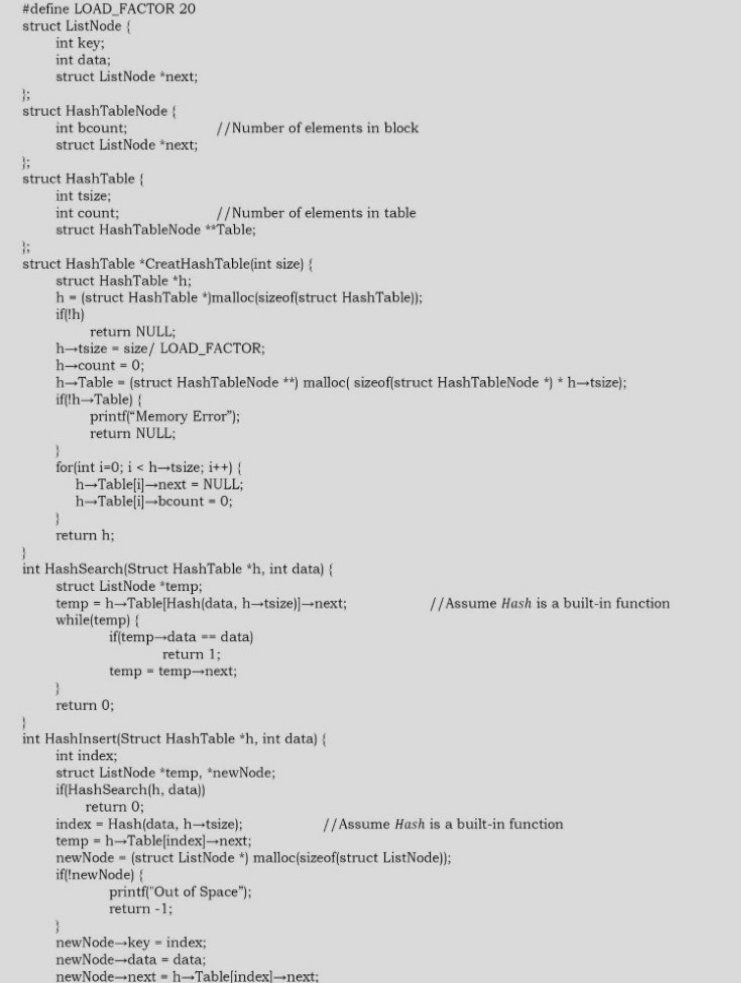 #define LOAD_FACTOR 20
struct ListNode {
int key;
int data;
struct ListNode *next;
};
struct HashTableNode {
int bcount; //Number of elements in block
struct ListNode *next;
};
struct HashTable {
int tsize;
int count; //Number of elements in table
struct HashTableNode **Table;
};
struct HashTable *CreatHashTable(int size) {
struct HashTable *h;
h = (struct HashTable *)malloc(sizeof(struct HashTable));
if(!h)
return NULL;
h→tsize = size/ LOAD_FACTOR;
h→count = 0;
h→Table = (struct HashTableNode **) malloc( sizeof(struct HashTableNode *) * h→tsize);
if(!h→Table) {
printf(“Memory Error”);
return NULL;
}
for(int i=0; i < h→tsize; i++) {
h→Table[i]→next = NULL;
h→Table[i]→bcount = 0;
}
return h;
}
int HashSearch(Struct HashTable *h, int data) {
struct ListNode *temp;
temp = h→Table[Hash(data, h→tsize)]→next; //Assume Hash is a built-in function
while(temp) {
if(temp→data == data)
return 1;
temp = temp→next;
}
return 0;
}
int HashInsert(Struct HashTable *h, int data) {
int index;
struct ListNode *temp, *newNode;
if(HashSearch(h, data))
return 0;
index = Hash(data, h→tsize); //Assume Hash is a built-in function
temp = h→Table[index]→next;
newNode = (struct ListNode *) malloc(sizeof(struct ListNode));
if(!newNode) {
printf("Out of Space");
return -1;
}
newNode→key = index;
newNode→data = data;
newNode→next = h→Table[index]→next;